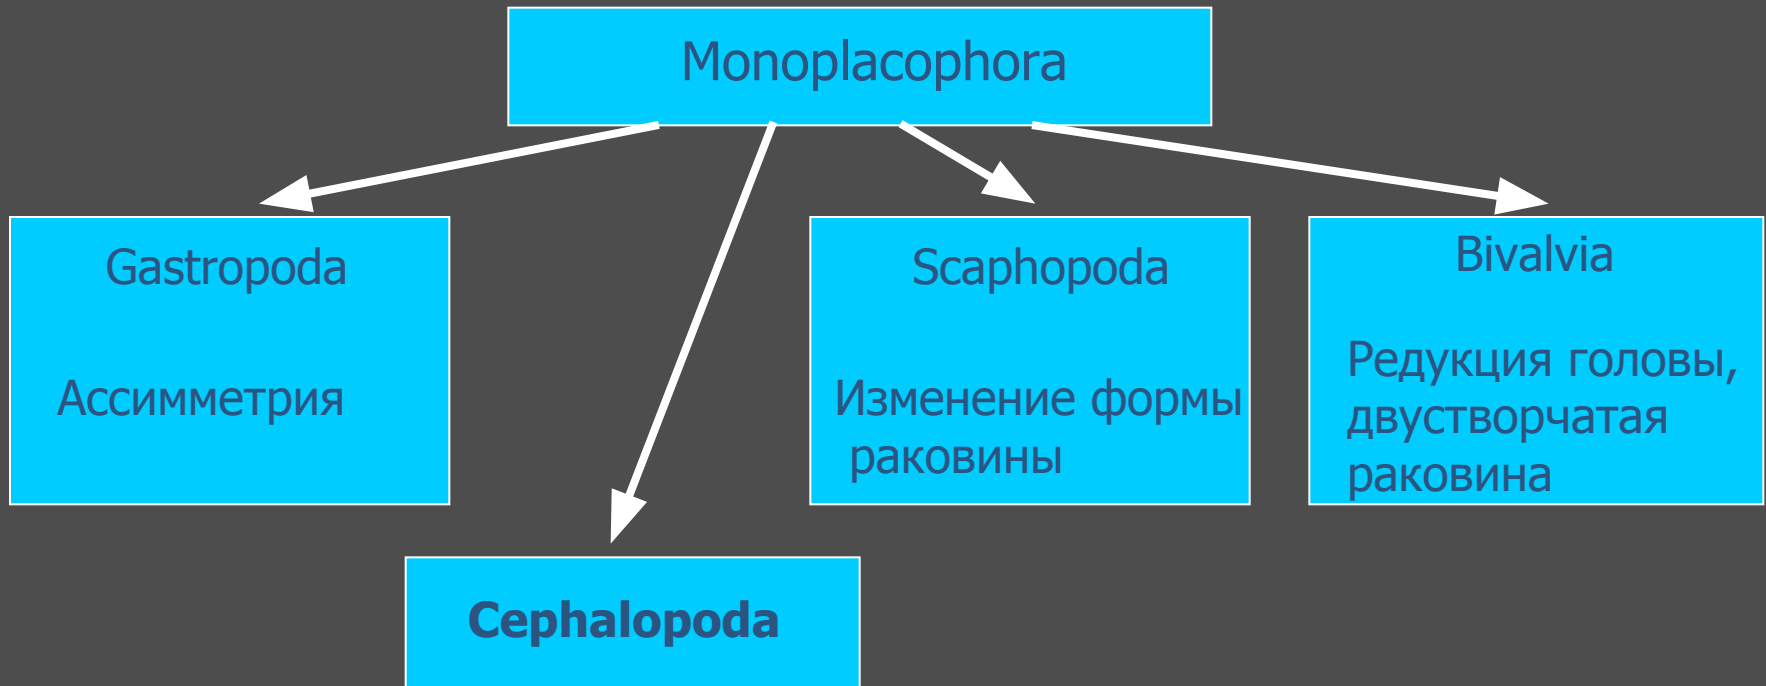 Monoplacophora
Gastropoda
Ассимметрия
Scaphopoda
Изменение формы
раковины
Bivalvia
Редукция головы,
двустворчатая
раковина
Cephalopoda